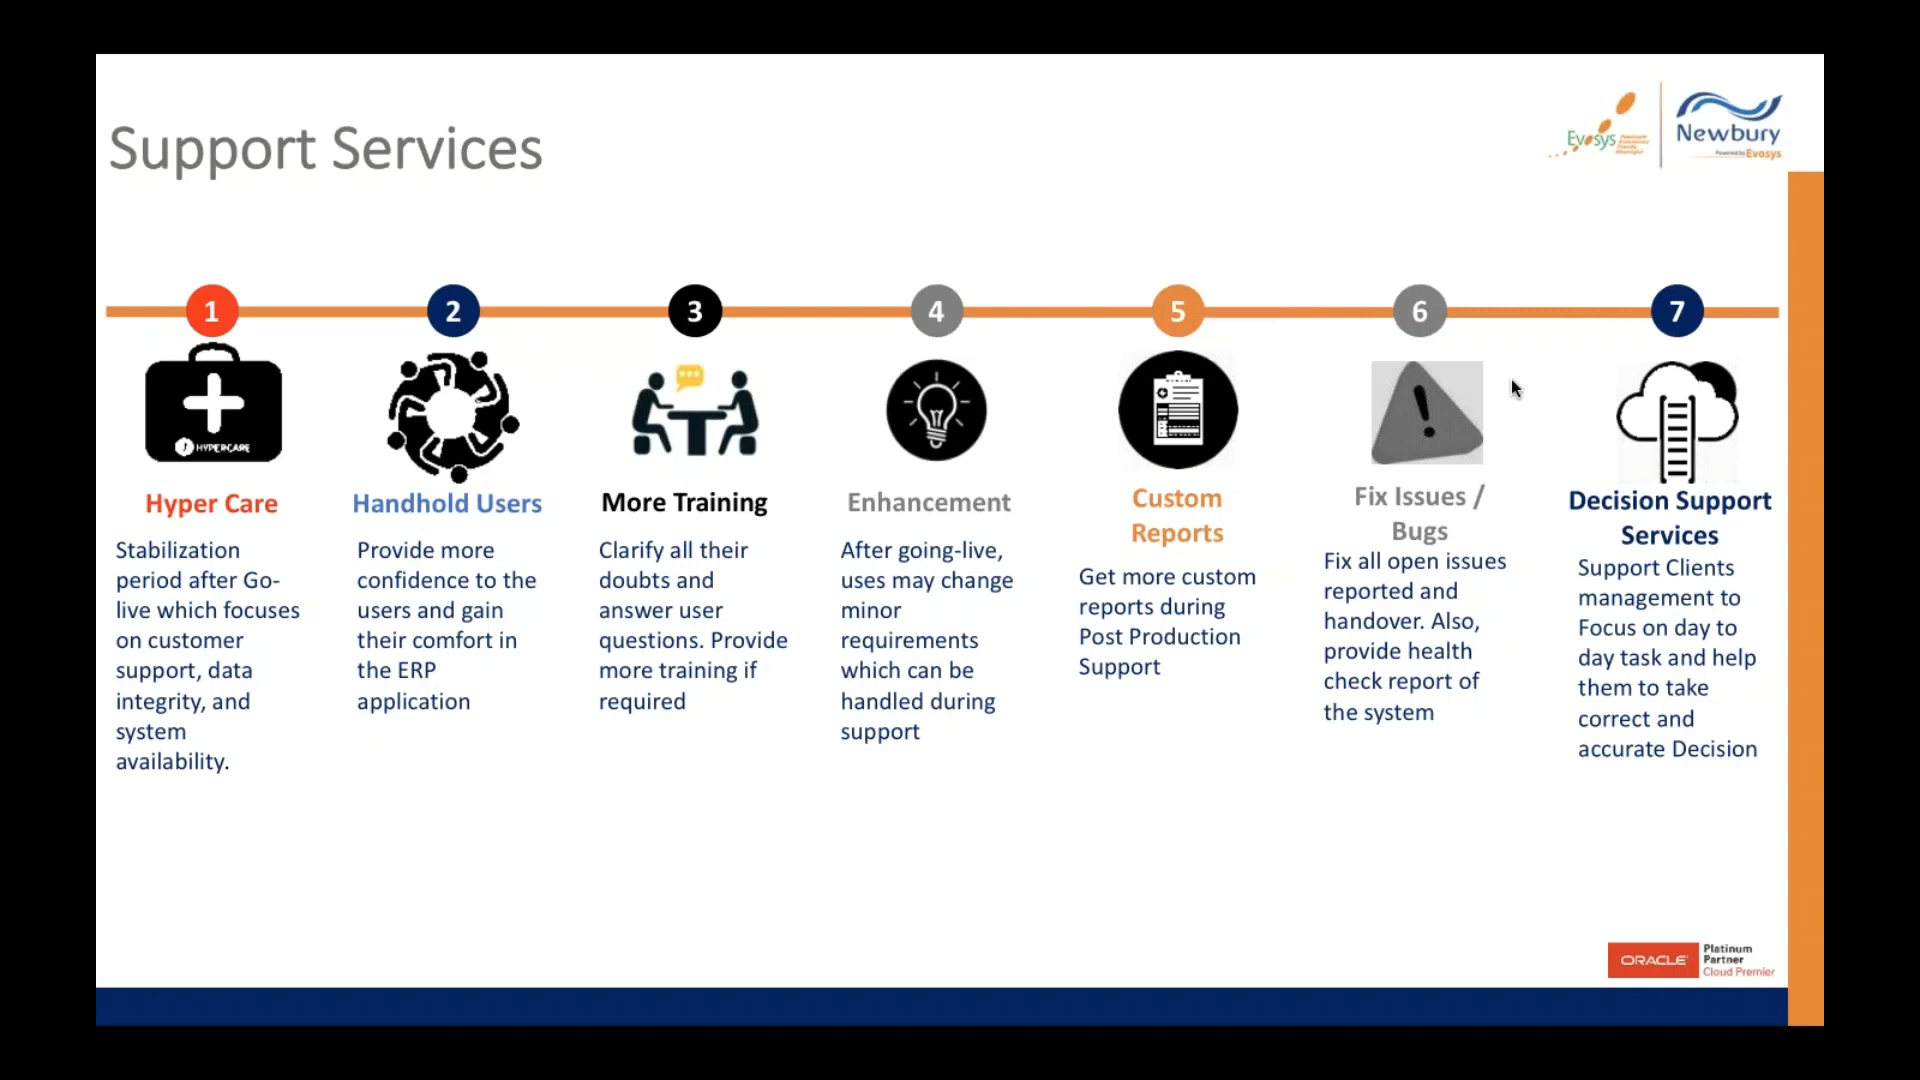 Support Services
Evosys
Newbury
Powered by Evosys
1
2
3
4
5
6
7
HYPERCARE
Hyper Care
Stabilization
period after Go-
live which focuses
on customer
support, data
integrity, and
system
availability.
Handhold Users
Provide more
confidence to the
users and gain
their comfort in
the ERP
application
More Training
Clarify all their
doubts and
answer user
questions. Provide
more training if
required
Enhancement
After going-live,
uses may change
minor
requirements
which can be
handled during
support
Custom
Reports
Get more custom
reports during
Post Production
Support
Fix Issues /
Bugs
Fix all open issues
reported and
handover. Also,
provide health
check report of
the system
Decision Support
Services
Support Clients
management to
Focus on day to
day task and help
them to take
correct and
accurate Decision
ORACLE
Platinum
Partner
Cloud Premier